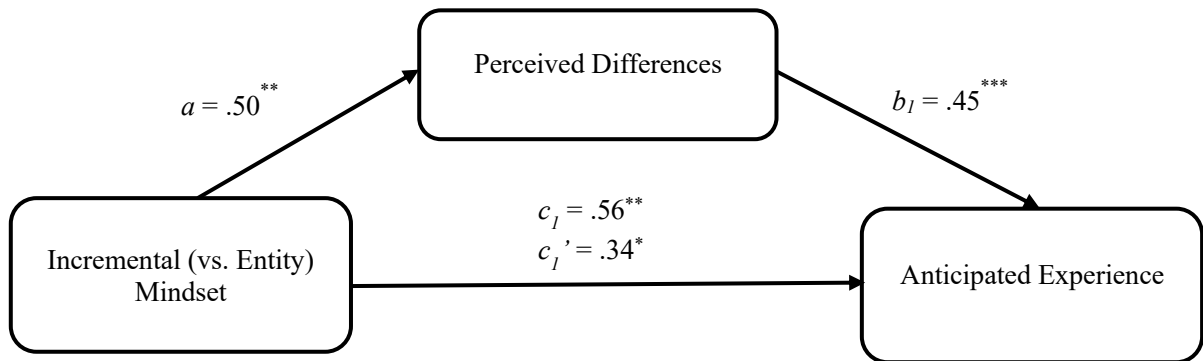 Perceived Differences
a = .50**
b1 = .45***
c1 = .56**
c1’ = .34*
Incremental (vs. Entity)
Mindset
Anticipated Experience